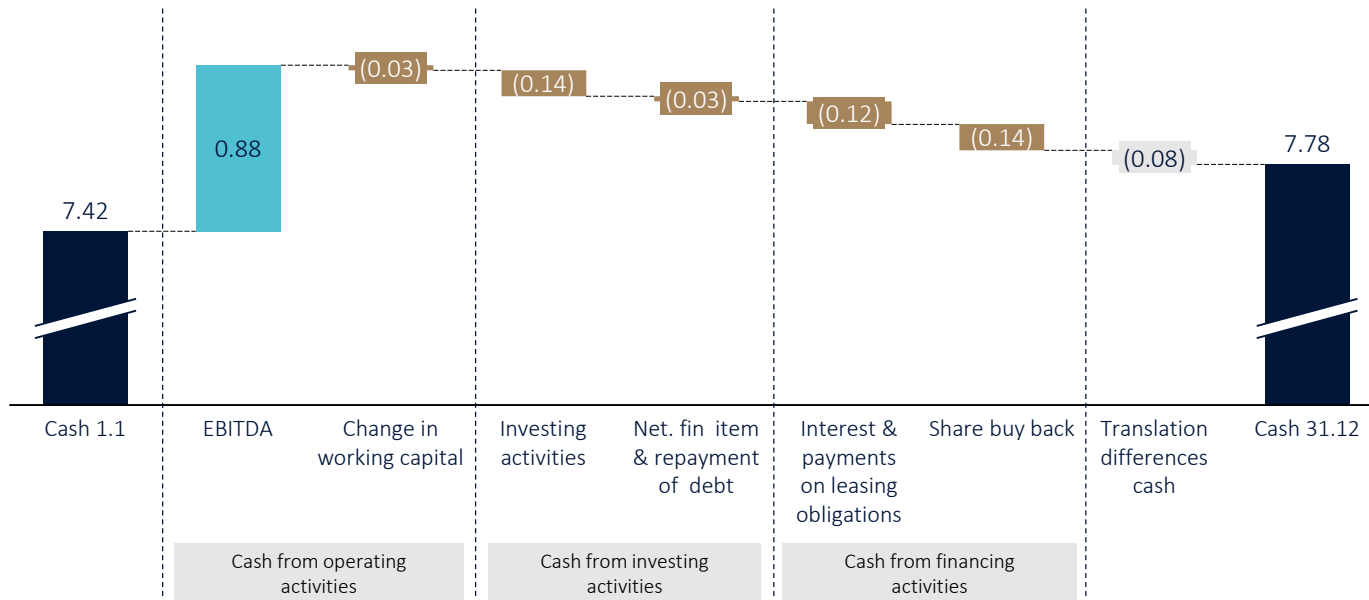 (0.03)
(0.14)
(0.03)
(0.12)
(0.14)
(0.08)
7.78
0.88
7.42
Cash 1.1
EBITDA
Change in
working capital
Investing
activities
Net. fin item
& repayment
of debt
Interest &
payments
on leasing
obligations
Share buy back
Translation
differences
cash
Cash 31.12
Cash from operating
activities
Cash from investing
activities
Cash from financing
activities